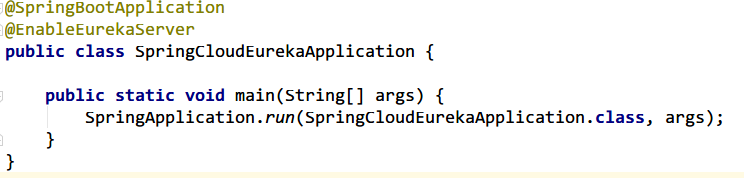 @SpringBootApplication
@EnableEurekaServer
public class SpringCloudEurekaApplication {
    public static void main(String[] args) {
        SpringApplication.run(SpringCloudEurekaApplication.class, args);
    }
}